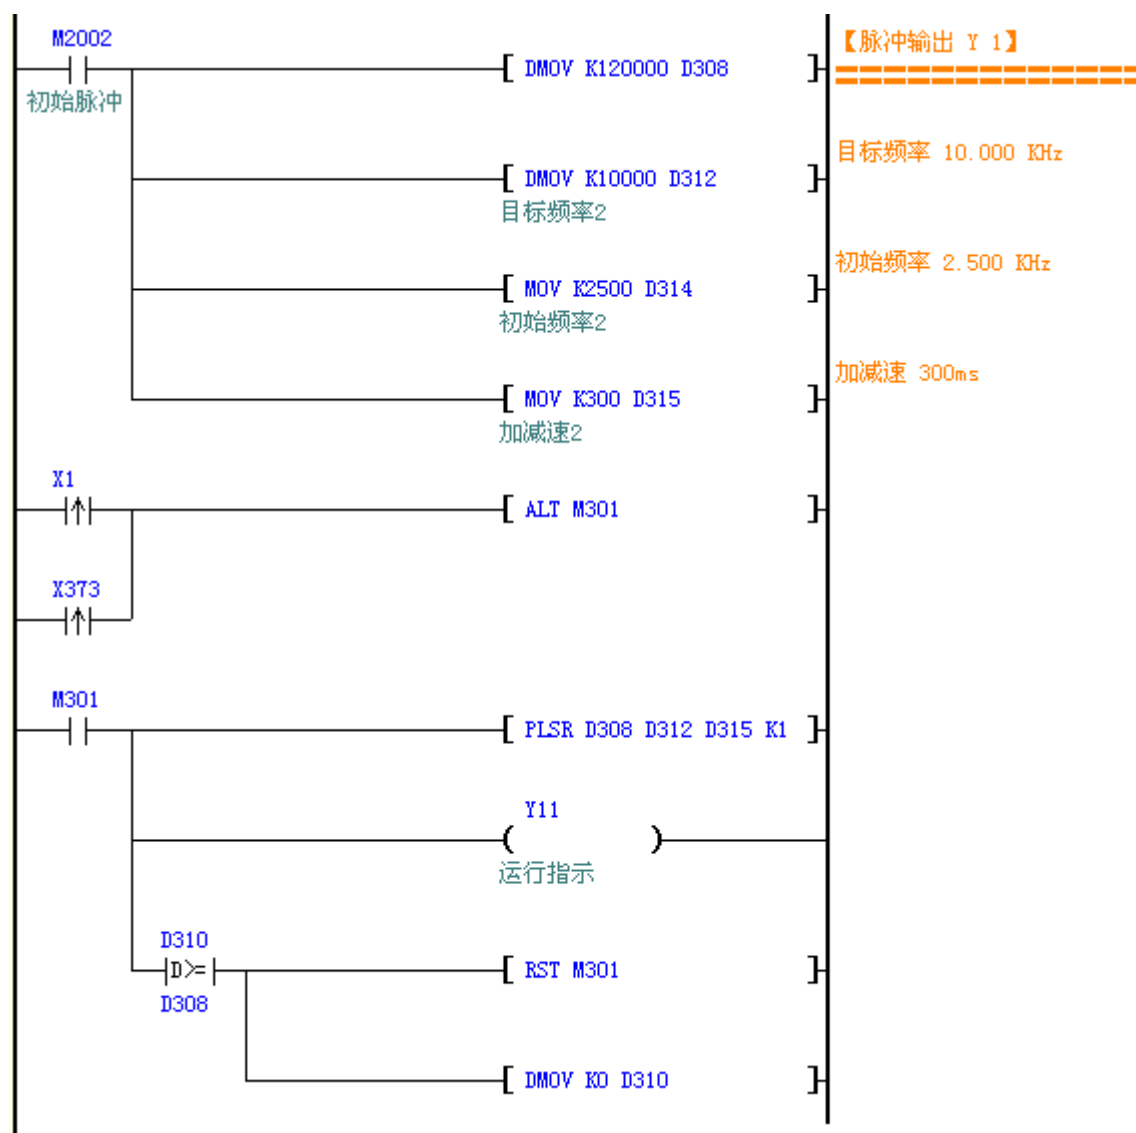 M2002
初始脉冲
DMOV K120000 D308
【脉冲输出 Y 1】
DMOV K10000 D312
目标频率2
目标频率 10.000 KHz
MOV K2500 D314
初始频率2
初始频率 2.500 KHz
MOV K300 D315
加减速2
加减速 300ms
X1
ALT M301
X373
M301
PLSR D308 D312 D315 K1
Y11
运行指示
D310
D>=
D308
RST M301
DMOV K0 D310